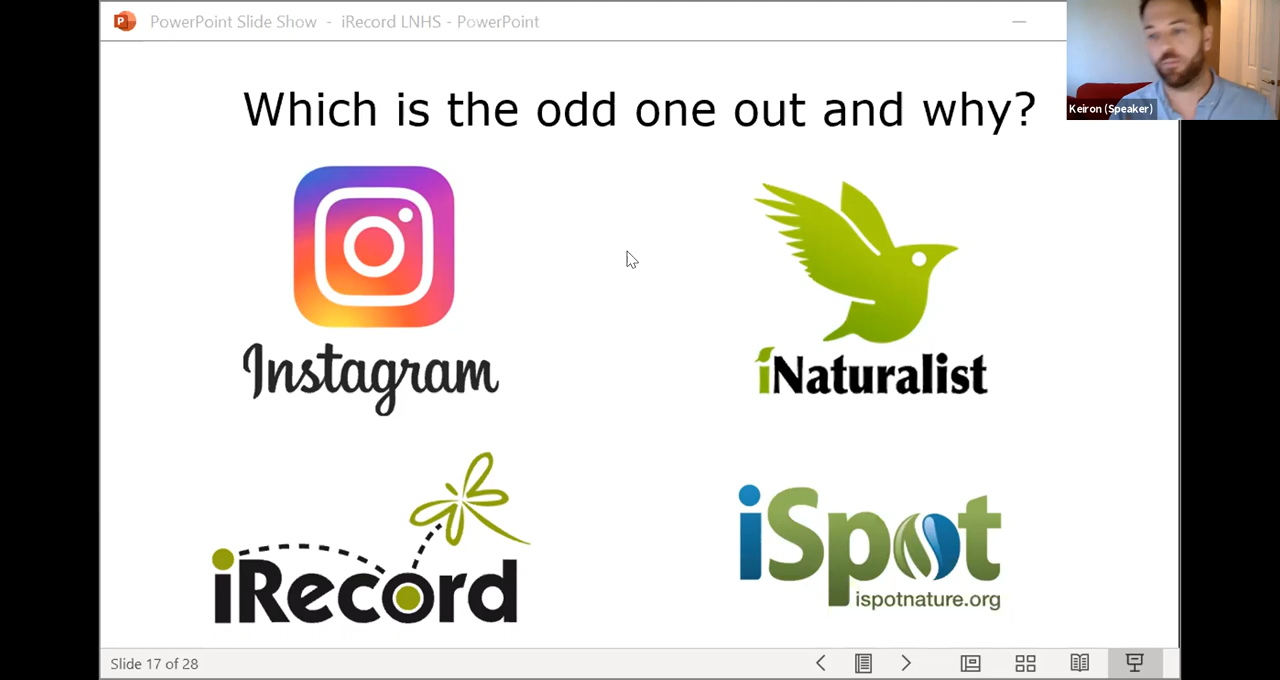 PowerPoint Slide Show - iRecord LNHS - PowerPoint
Keiron (Speaker)
Which is the odd one out and why?
Instagram
iNaturalist
iRecord
iSpot
ispotnature.org
Slide 17 of 28